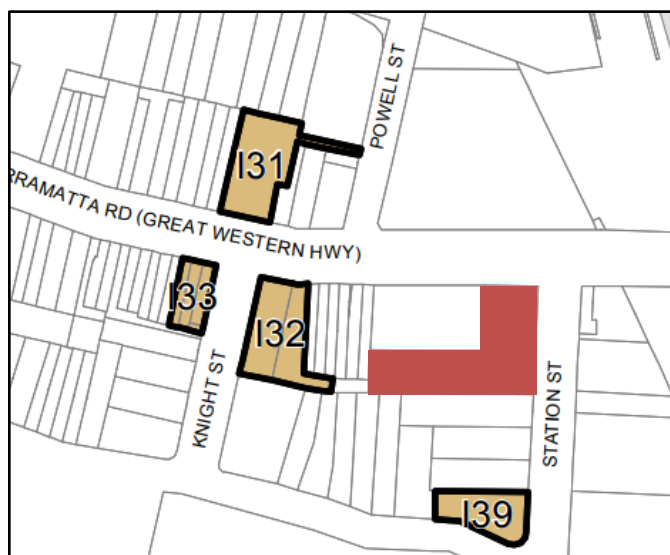 POWELL ST
I31
RRAMATTA RD (GREAT WESTERN HWY)
I33
I32
KNIGHT ST
STATION ST
I39